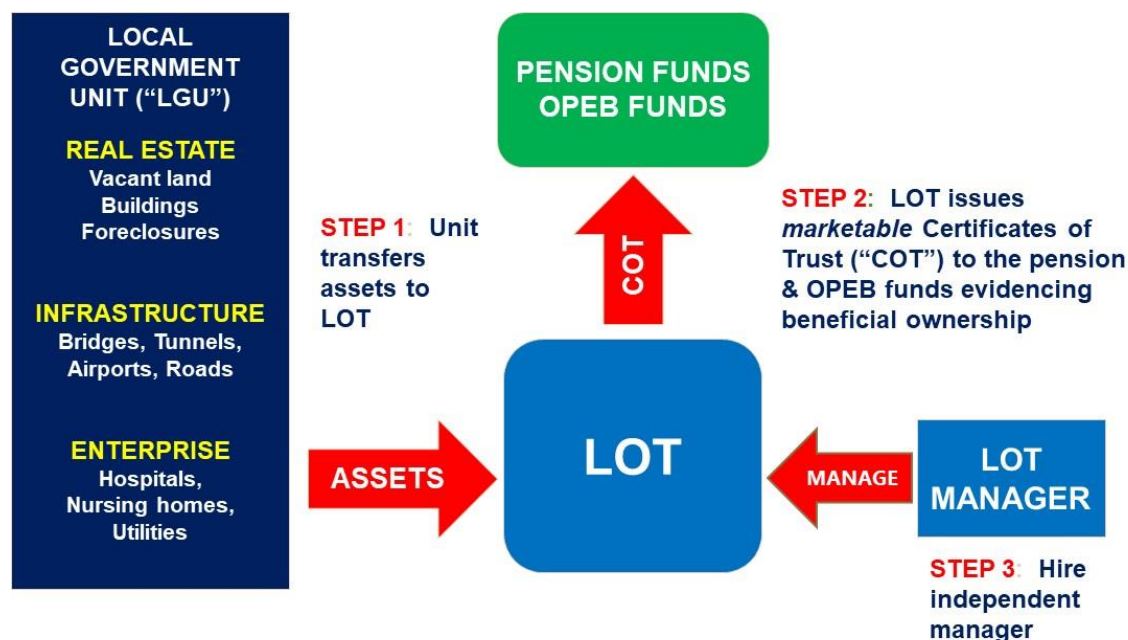 LOCAL
GOVERNMENT
UNIT (“LGU”)
REAL ESTATE
Vacant land
Buildings
Foreclosures
INFRASTRUCTURE
Bridges, Tunnels,
Airports, Roads
ENTERPRISE
Hospitals,
Nursing homes,
Utilities
STEP 1: Unit
transfers
assets to
LOT
ASSETS
PENSION FUNDS
OPEB FUNDS
COT
LOT
STEP 2: LOT issues
marketable Certificates of
Trust (“COT”) to the pension
& OPEB funds evidencing
beneficial ownership
MANAGE
LOT
MANAGER
STEP 3: Hire
independent
manager